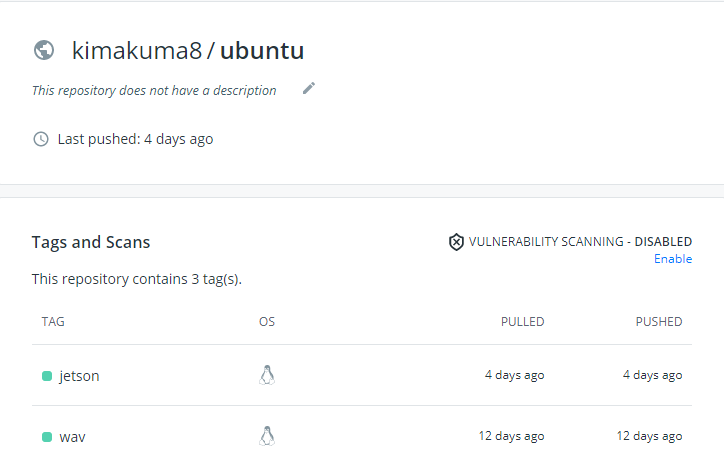 kimakuma8 / ubuntu
This repository does not have a description
Last pushed: 4 days ago
Tags and Scans
VULNERABILITY SCANNING - DISABLED
Enable
This repository contains 3 tag(s).
TAG OS PULLED PUSHED
jetson 4 days ago 4 days ago
wav 12 days ago 12 days ago